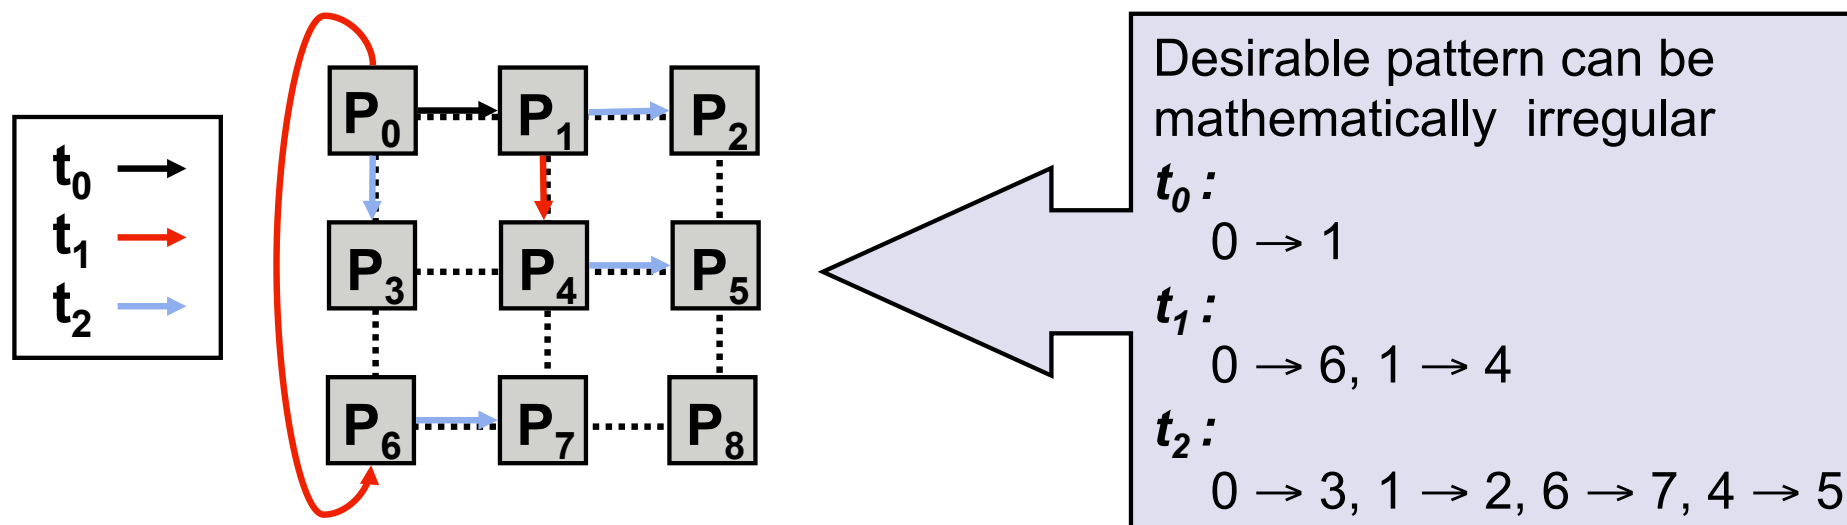 t0
t1
t2
P0 P1 P2
P3 P4 P5
P6 P7 P8
Desirable pattern can be
mathematically irregular
t0 :
0 → 1
t1 :
0 → 6, 1 → 4
t2 :
0 → 3, 1 → 2, 6 → 7, 4 → 5